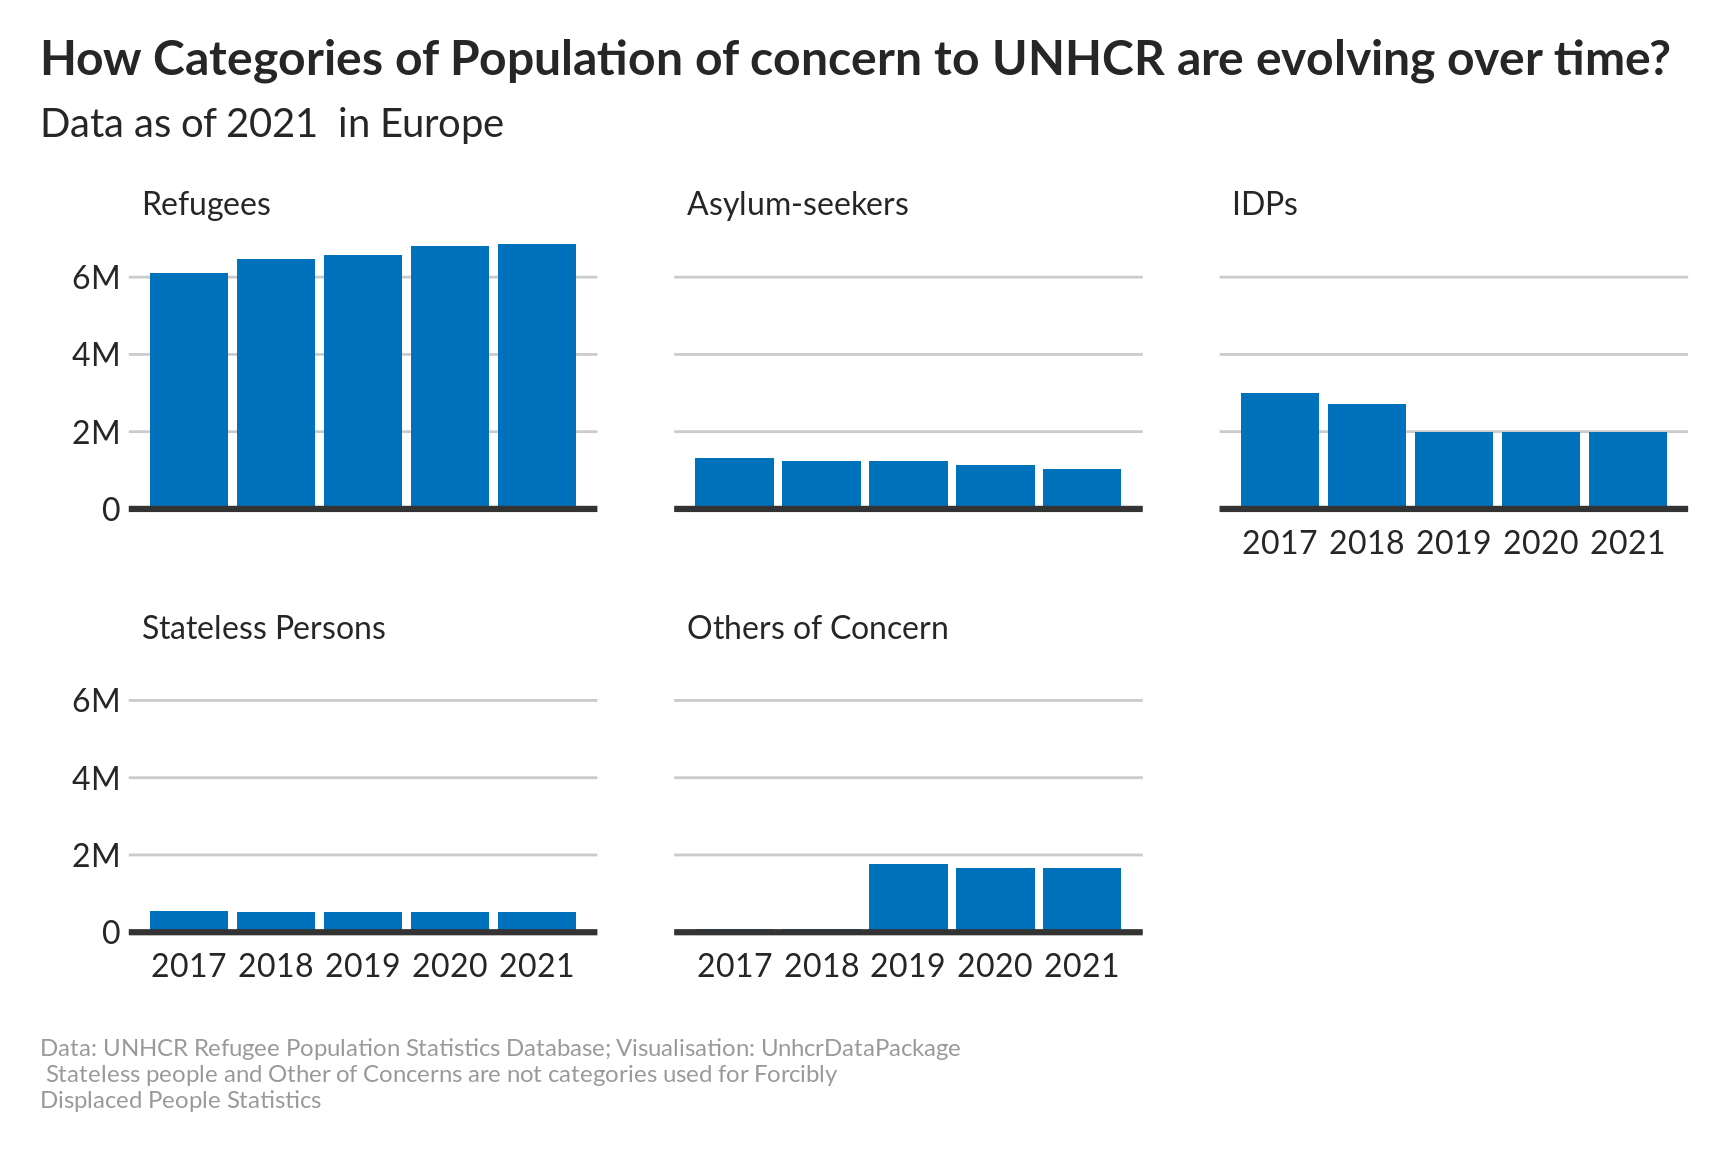 How Categories of Population of concern to UNHCR are evolving over time?
Data as of 2021  in Europe
Refugees
Asylum-seekers
IDPs
6M
4M
2M
0
2017 2018 2019 2020 2021
Stateless Persons
Others of Concern
6M
4M
2M
0
2017 2018 2019 2020 2021
2017 2018 2019 2020 2021
Data: UNHCR Refugee Population Statistics Database; Visualisation: UnhcrDataPackage
Stateless people and Other of Concerns are not categories used for Forcibly
Displaced People Statistics